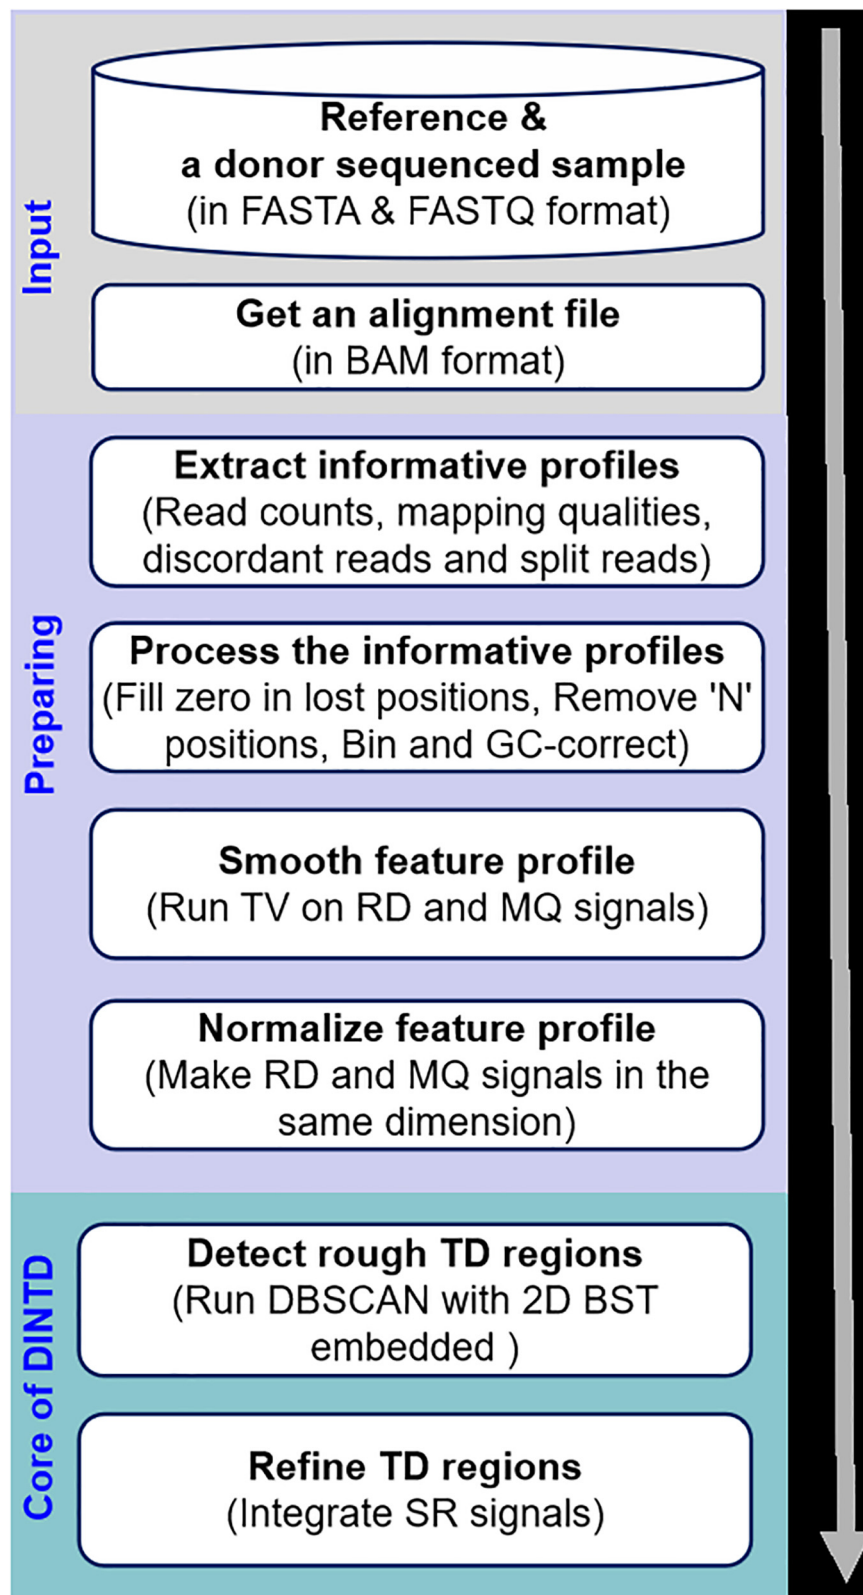 Input
Reference &
a donor sequenced sample
(in FASTA & FASTQ format)
Get an alignment file
(in BAM format)
Preparing
Extract informative profiles
(Read counts, mapping qualities,
discordant reads and split reads)
Process the informative profiles
(Fill zero in lost positions, Remove 'N'
positions, Bin and GC-correct)
Smooth feature profile
(Run TV on RD and MQ signals)
Normalize feature profile
(Make RD and MQ signals in the
same dimension)
Core of DINTD
Detect rough TD regions
(Run DBSCAN with 2D BST
embedded )
Refine TD regions
(Integrate SR signals)